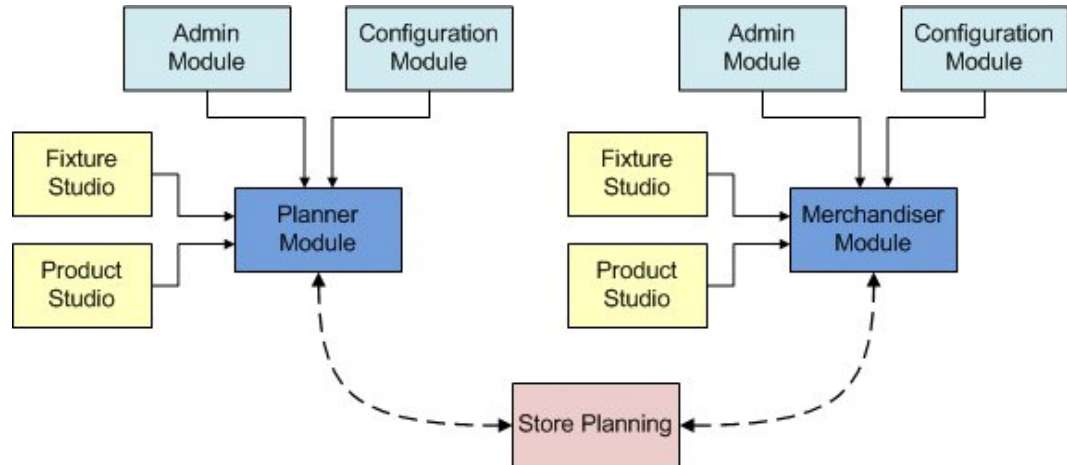 Admin
Module
Configuration
Module
Admin
Module
Configuration
Module
Fixture
Studio
Planner
Module
Product
Studio
Fixture
Studio
Merchandiser
Module
Product
Studio
Store Planning